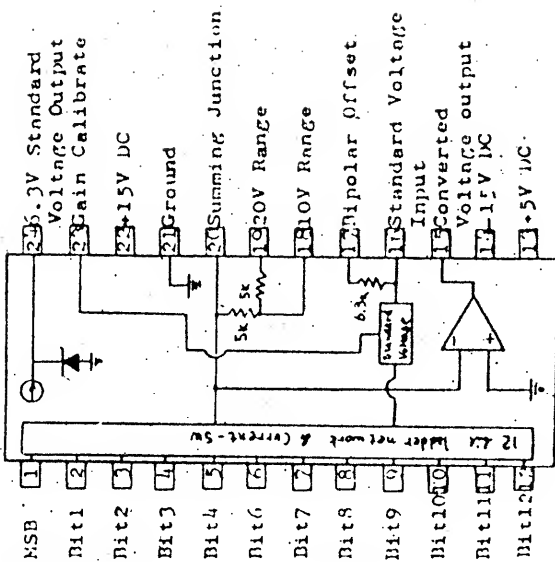 MSB 1
Bit1 2
Bit2 3
Bit3 4
Bit4 5
Bit6 6
Bit7 7
Bit8 8
Bit9 9
Bit10 10
Bit11 11
Bit12 12
12 bit ladder network & Current-SW
5k
5k
6.3k
Standard
Voltage
+
-
24 6.3V Standard
Voltage Output
23 Gain Calibrate
22 +15V DC
21 Ground
20 Summing Junction
19 20V Range
18 10V Range
17 Bipolar Offset
16 Standard Voltage
Input
15 Converted
Voltage output
14 -15V DC
13 +5V DC